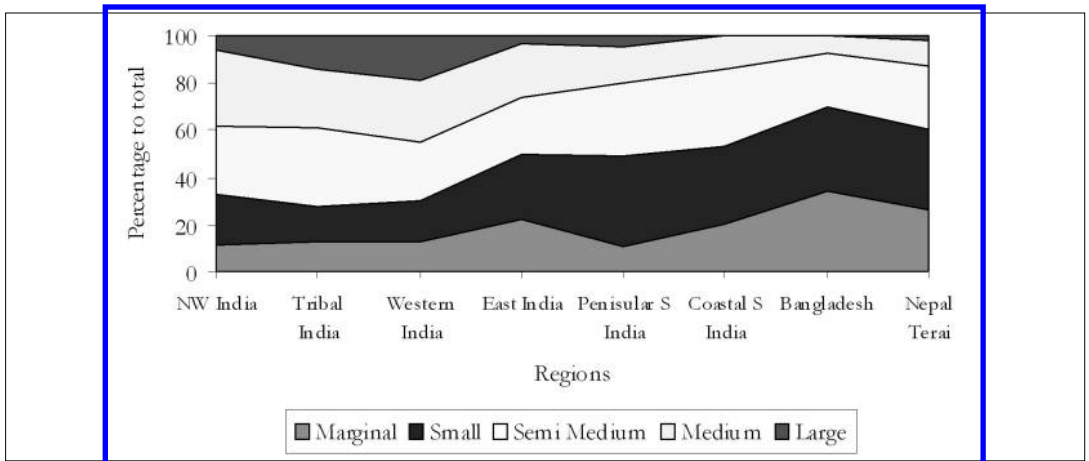 100
80
60
40
20
0
Percentage to total
NW India
Tribal
India
Western
India
East India
Penisular S
India
Coastal S
India
Bangladesh
Nepal
Terai
Regions
Marginal Small Semi Medium Medium Large